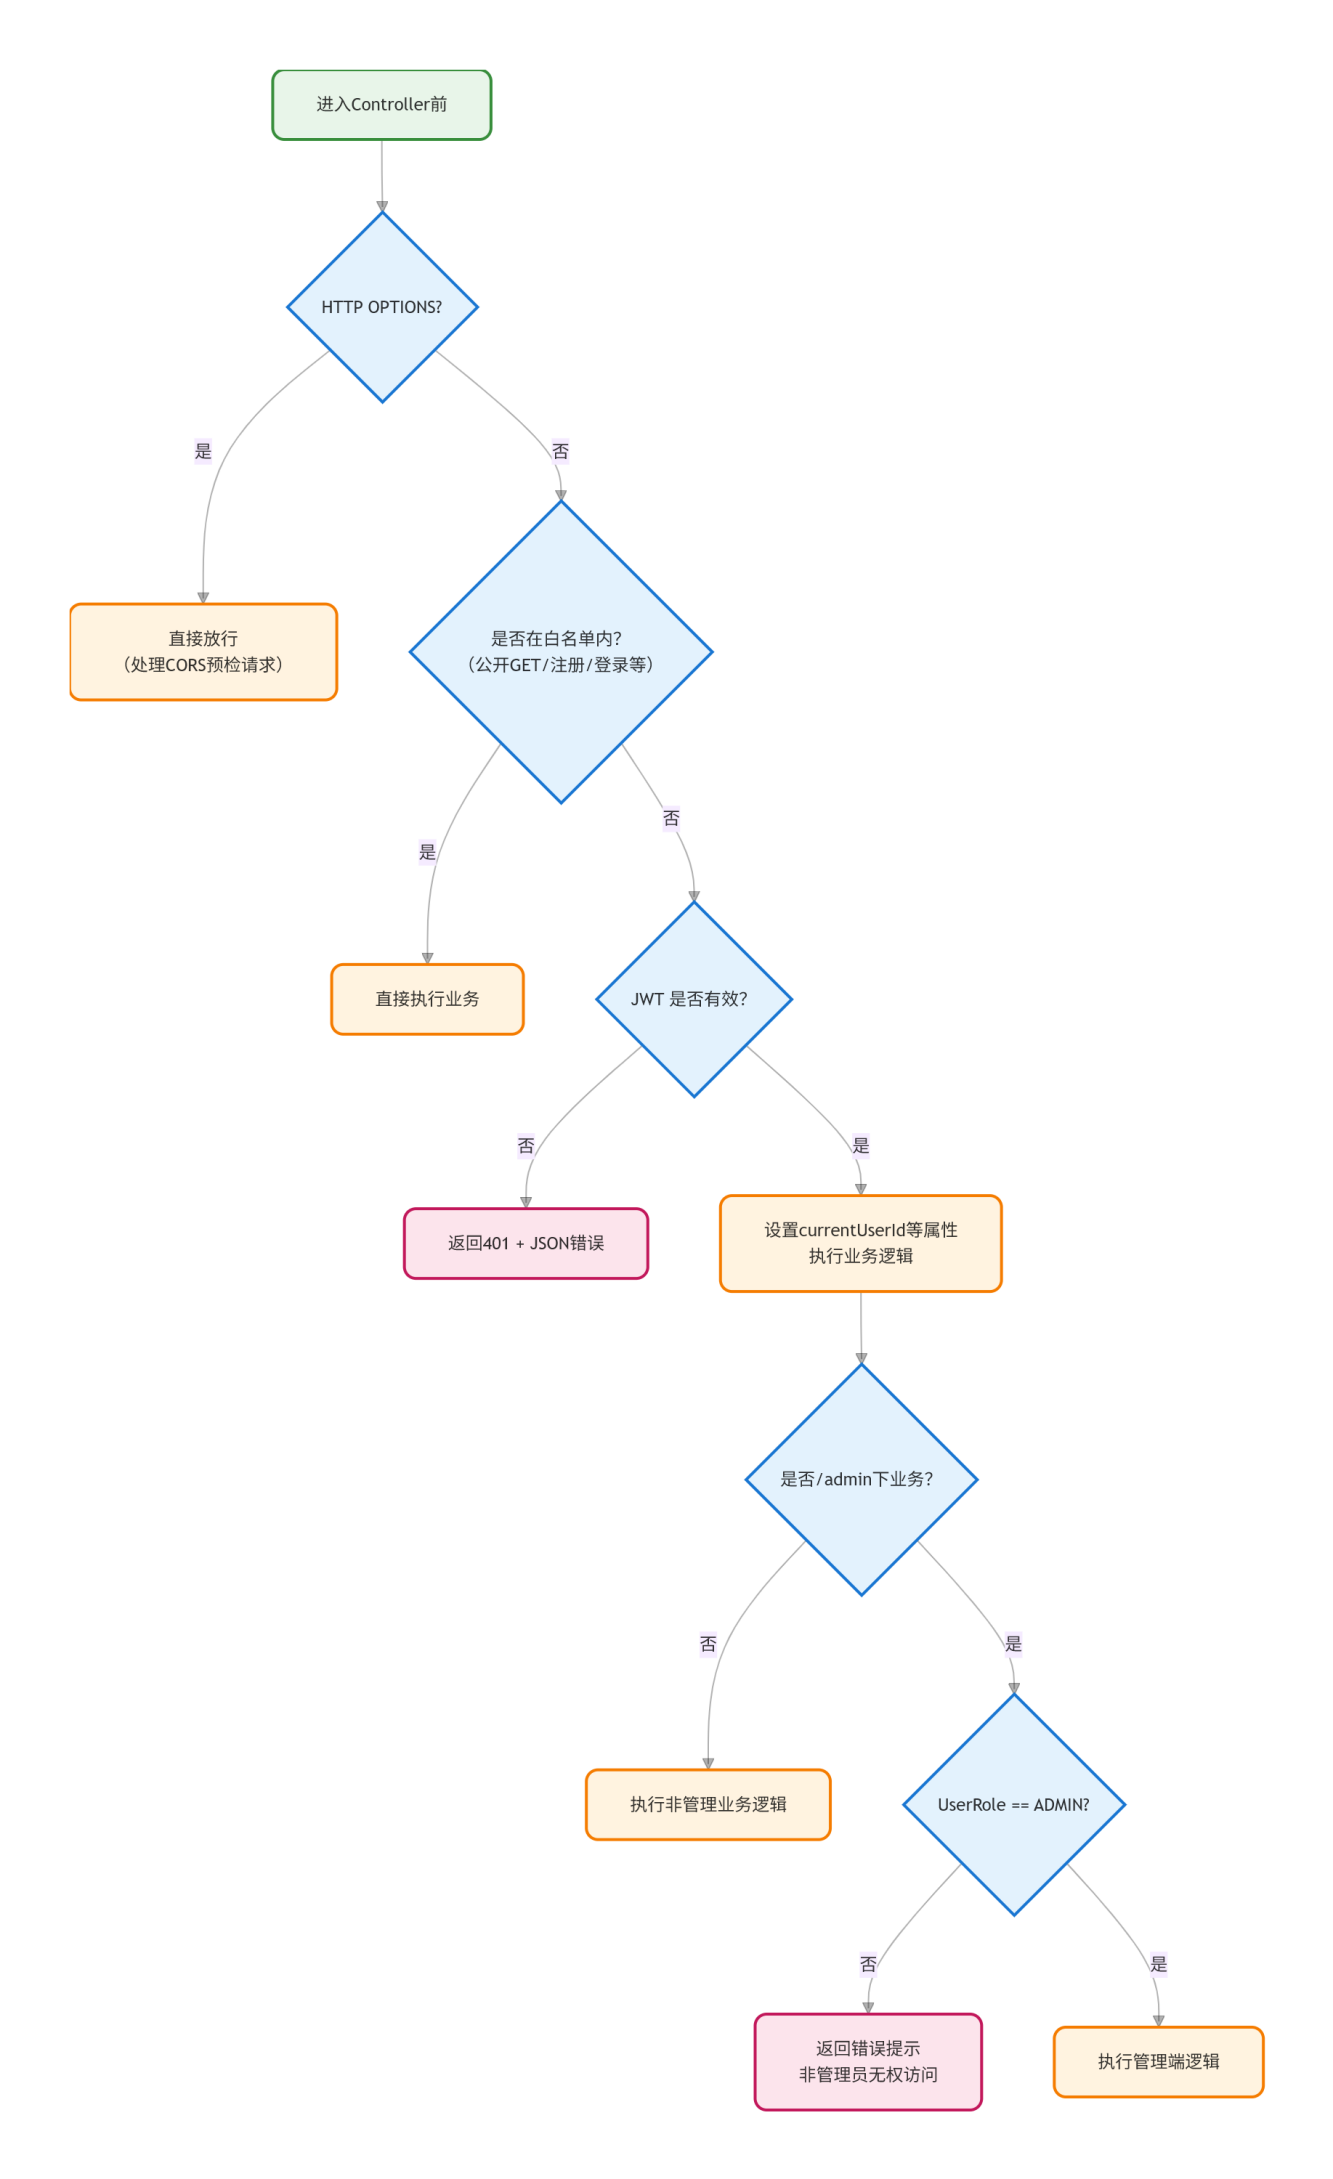 进入Controller前
HTTP OPTIONS?
是
否
直接放行
（处理CORS预检请求）
是否在白名单内?
（公开GET/注册/登录等）
否
是
直接执行业务
JWT 是否有效?
否
是
返回401 + JSON错误
设置currentUserId等属性
执行业务逻辑
是否/admin下业务?
否
是
执行非管理业务逻辑
UserRole == ADMIN?
否
是
返回错误提示
非管理员无权访问
执行管理端逻辑